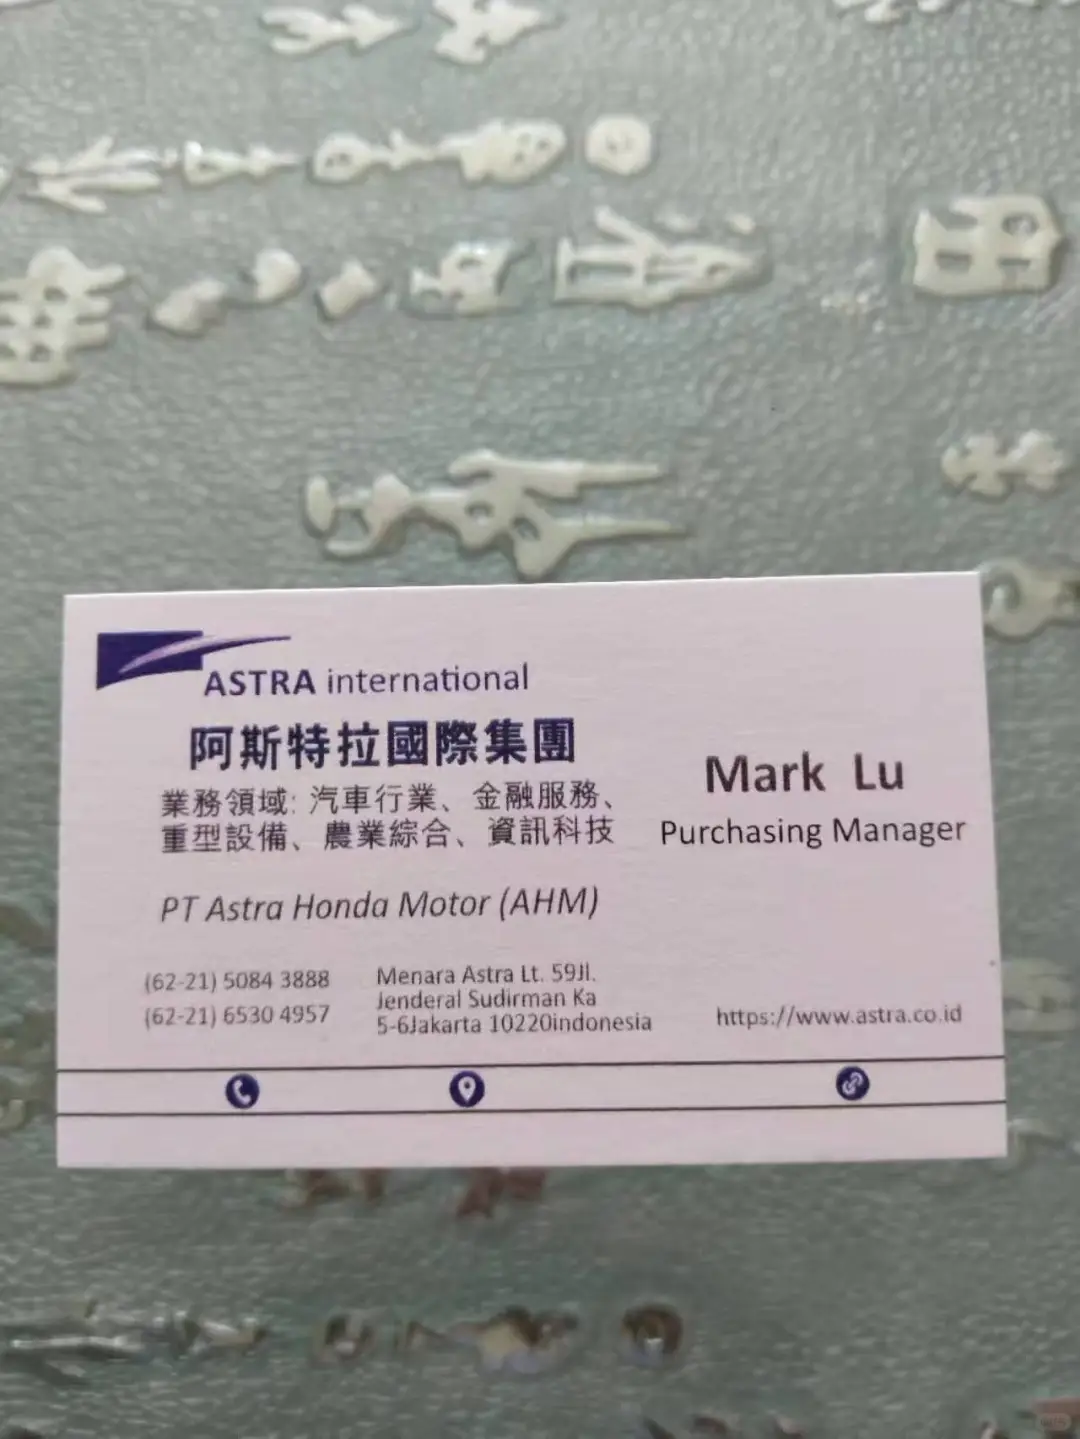 ASTRA international
阿斯特拉國際集團
業務領域: 汽車行業、金融服務、
重型設備、農業綜合、資訊科技
Mark Lu
Purchasing Manager
PT Astra Honda Motor (AHM)
(62-21) 5084 3888
(62-21) 6530 4957
Menara Astra Lt. 59Jl.
Jenderal Sudirman Ka
5-6Jakarta 10220indonesia
https://www.astra.co.id